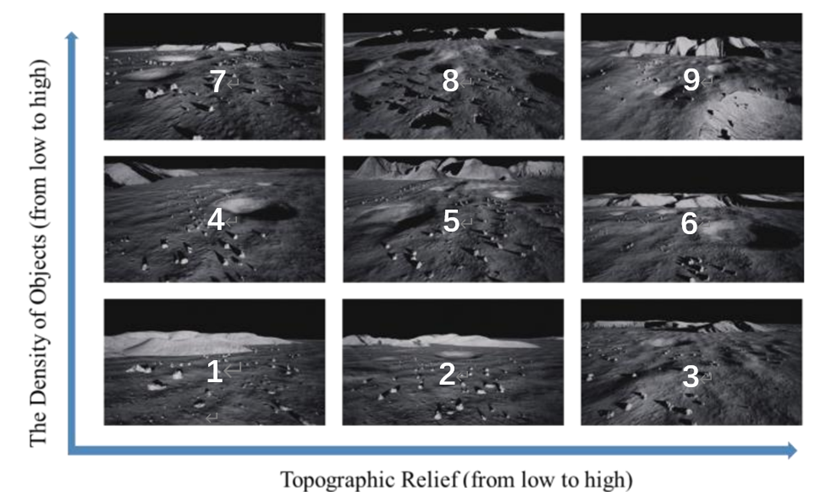 The Density of Objects (from low to high)
7↵ 8↵ 9↵
4↵ 5↵ 6↵
1↵ 2↵ 3↵
↵
Topographic Relief (from low to high)